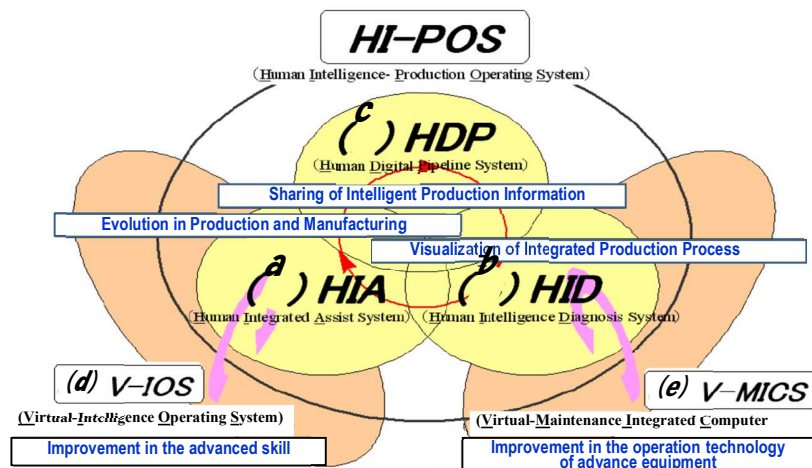 HI-POS
(Human Intelligence- Production Operating System)
(c) HDP
(Human Digital Pipeline System)
Sharing of Intelligent Production Information
Evolution in Production and Manufacturing
Visualization of Integrated Production Process
(a) HIA
(Human Integrated Assist System)
(b) HID
(Human Intelligence Diagnosis System)
(d) V-IOS
(Virtual-Intelligence Operating System)
Improvement in the advanced skill
(e) V-MICS
(Virtual-Maintenance Integrated Computer
Improvement in the operation technology
of advance equipment